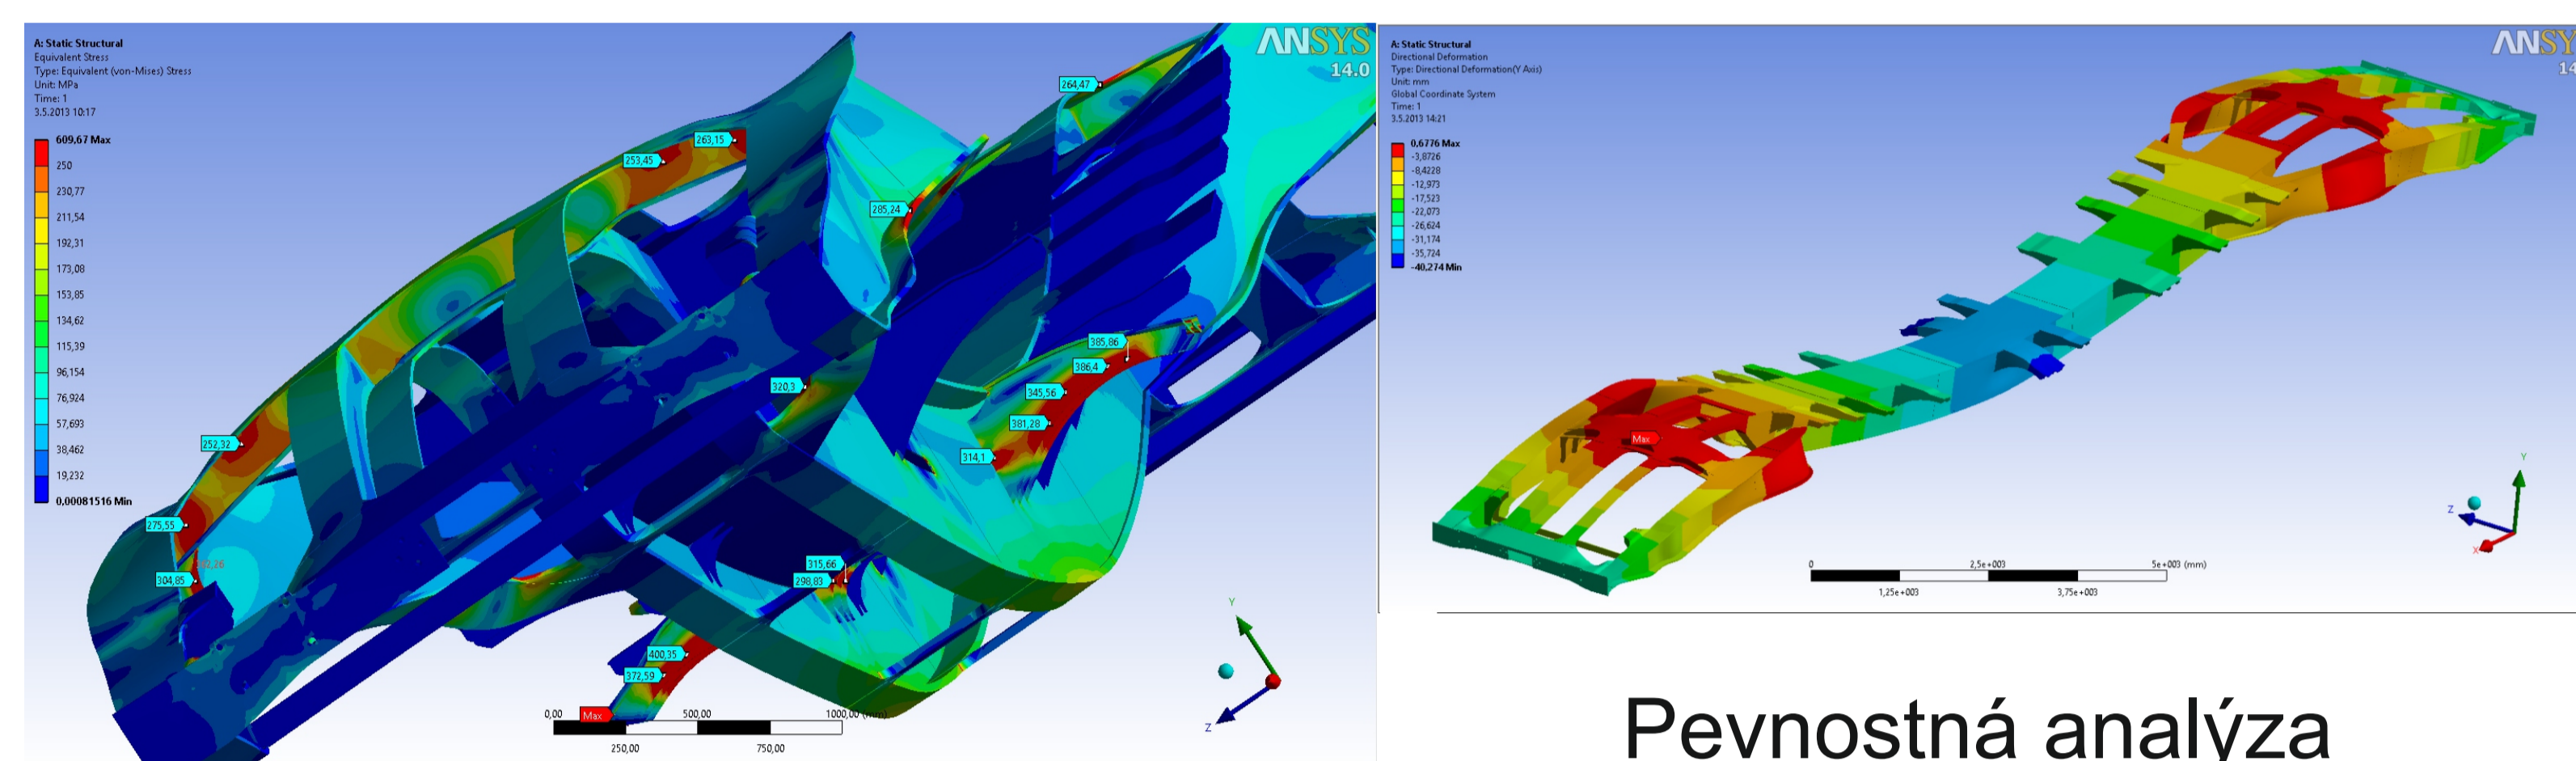 A: Static Structural
Equivalent Stress
Type: Equivalent (von-Mises) Stress
Unit: MPa
Time: 1
3.5.2013 10:17
609,67 Max
250
230,77
211,54
192,31
173,08
153,85
134,62
115,39
96,154
76,924
57,693
38,462
19,232
0,00081516 Min
ANSYS
14.0
264,47
263,15
253,45
285,24
385,86
386,4
320,3
345,56
381,28
252,32
314,1
275,55
304,85
315,66
298,83
400,35
372,59
Max
0,00
500,00
1000,00 (mm)
250,00
750,00
Y
Z
A: Static Structural
Directional Deformation
Type: Directional Deformation(Y Axis)
Unit: mm
Global Coordinate System
Time: 1
3.5.2013 14:21
0,6776 Max
-3,8726
-8,4228
-12,973
-17,523
-22,073
-26,624
-31,174
-35,724
-40,274 Min
ANSY
14
Max
0
2,5e+003
5e+003 (mm)
1,25e+003
3,75e+003
Y
Z
X
Pevnostná analýza